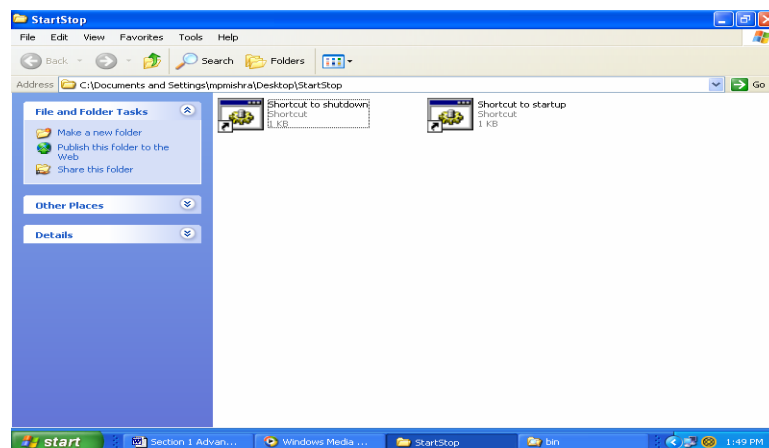 StartStop
File Edit View Favorites Tools Help
Back Search Folders
Address C:\Documents and Settings\mpmishra\Desktop\StartStop Go
File and Folder Tasks
Make a new folder
Publish this folder to the
Web
Share this folder
Other Places
Details
Shortcut to shutdown
Shortcut
1 KB
Shortcut to startup
Shortcut
1 KB
start Section 1 Advan... Windows Media ... StartStop bin 1:49 PM